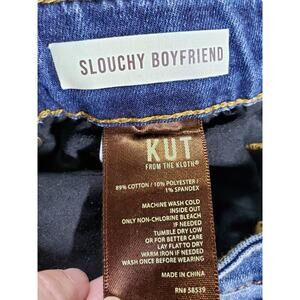 SLOUCHY BOYFRIEND
KUT
FROM THE KLOTH®
89% COTTON / 10% POLYESTER /
1% SPANDEX
MACHINE WASH COLD
INSIDE OUT
ONLY NON-CHLORINE BLEACH
IF NEEDED
TUMBLE DRY LOW
OR FOR BETTER CARE
LAY FLAT TO DRY
WARM IRON IF NEEDED
WASH ONCE BEFORE WEARING
MADE IN CHINA
RN# 58539